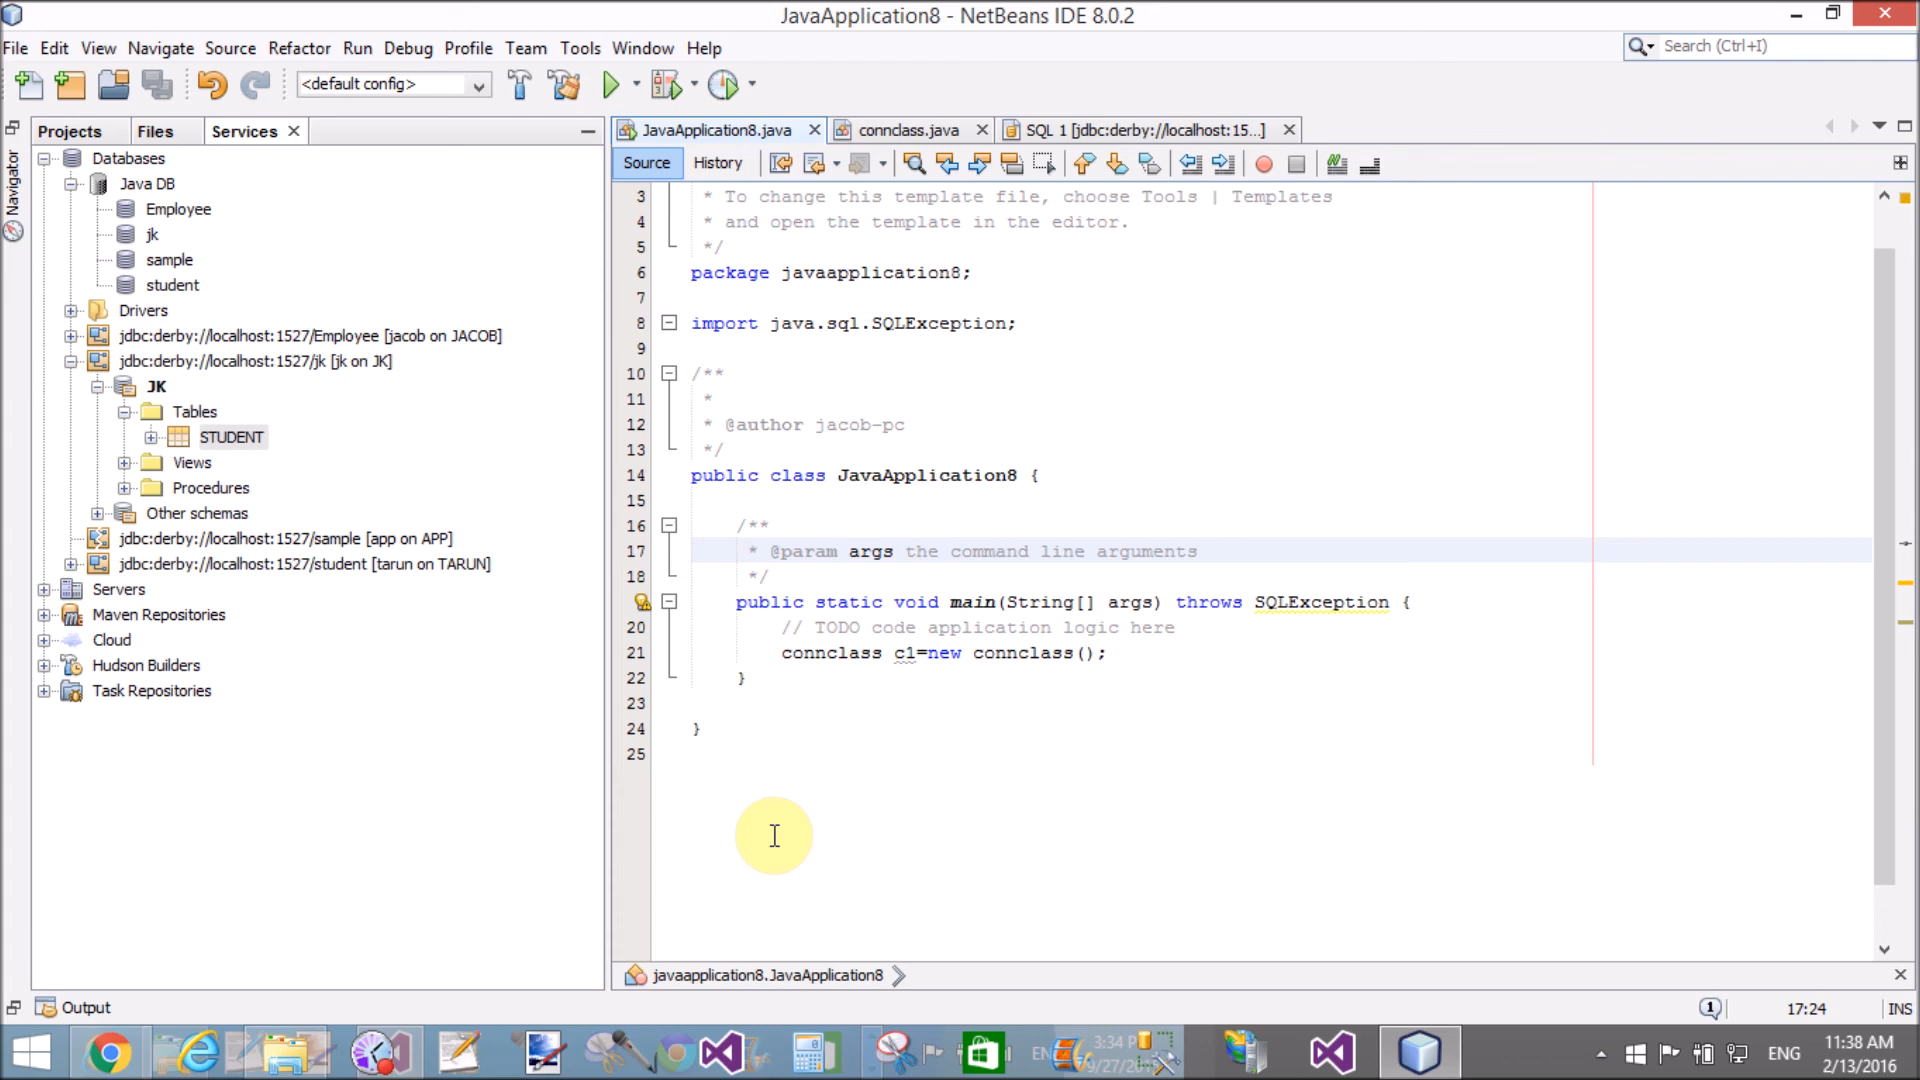 JavaApplication8 - NetBeans IDE 8.0.2
File Edit View Navigate Source Refactor Run Debug Profile Team Tools Window Help
Search (Ctrl+I)
<default config>
Projects Files Services
JavaApplication8.java connclass.java SQL 1 [jdbc:derby://localhost:15...]
Navigator
Source History
Databases
Java DB
Employee
jk
sample
student
Drivers
jdbc:derby://localhost:1527/Employee [jacob on JACOB]
jdbc:derby://localhost:1527/jk [jk on JK]
JK
Tables
STUDENT
Views
Procedures
Other schemas
jdbc:derby://localhost:1527/sample [app on APP]
jdbc:derby://localhost:1527/student [tarun on TARUN]
Servers
Maven Repositories
Cloud
Hudson Builders
Task Repositories
3 * To change this template file, choose Tools | Templates
4 * and open the template in the editor.
5 */
6 package javaapplication8;
7
8 import java.sql.SQLException;
9
10 /**
11 *
12 * @author jacob-pc
13 */
14 public class JavaApplication8 {
15
16 /**
17 * @param args the command line arguments
18 */
public static void main(String[] args) throws SQLException {
20 // TODO code application logic here
21 connclass c1=new connclass();
22 }
23
24 }
25
javaapplication8.JavaApplication8
Output
1
17:24
INS
3:34 PM
ENG
11:38 AM
2/13/2016